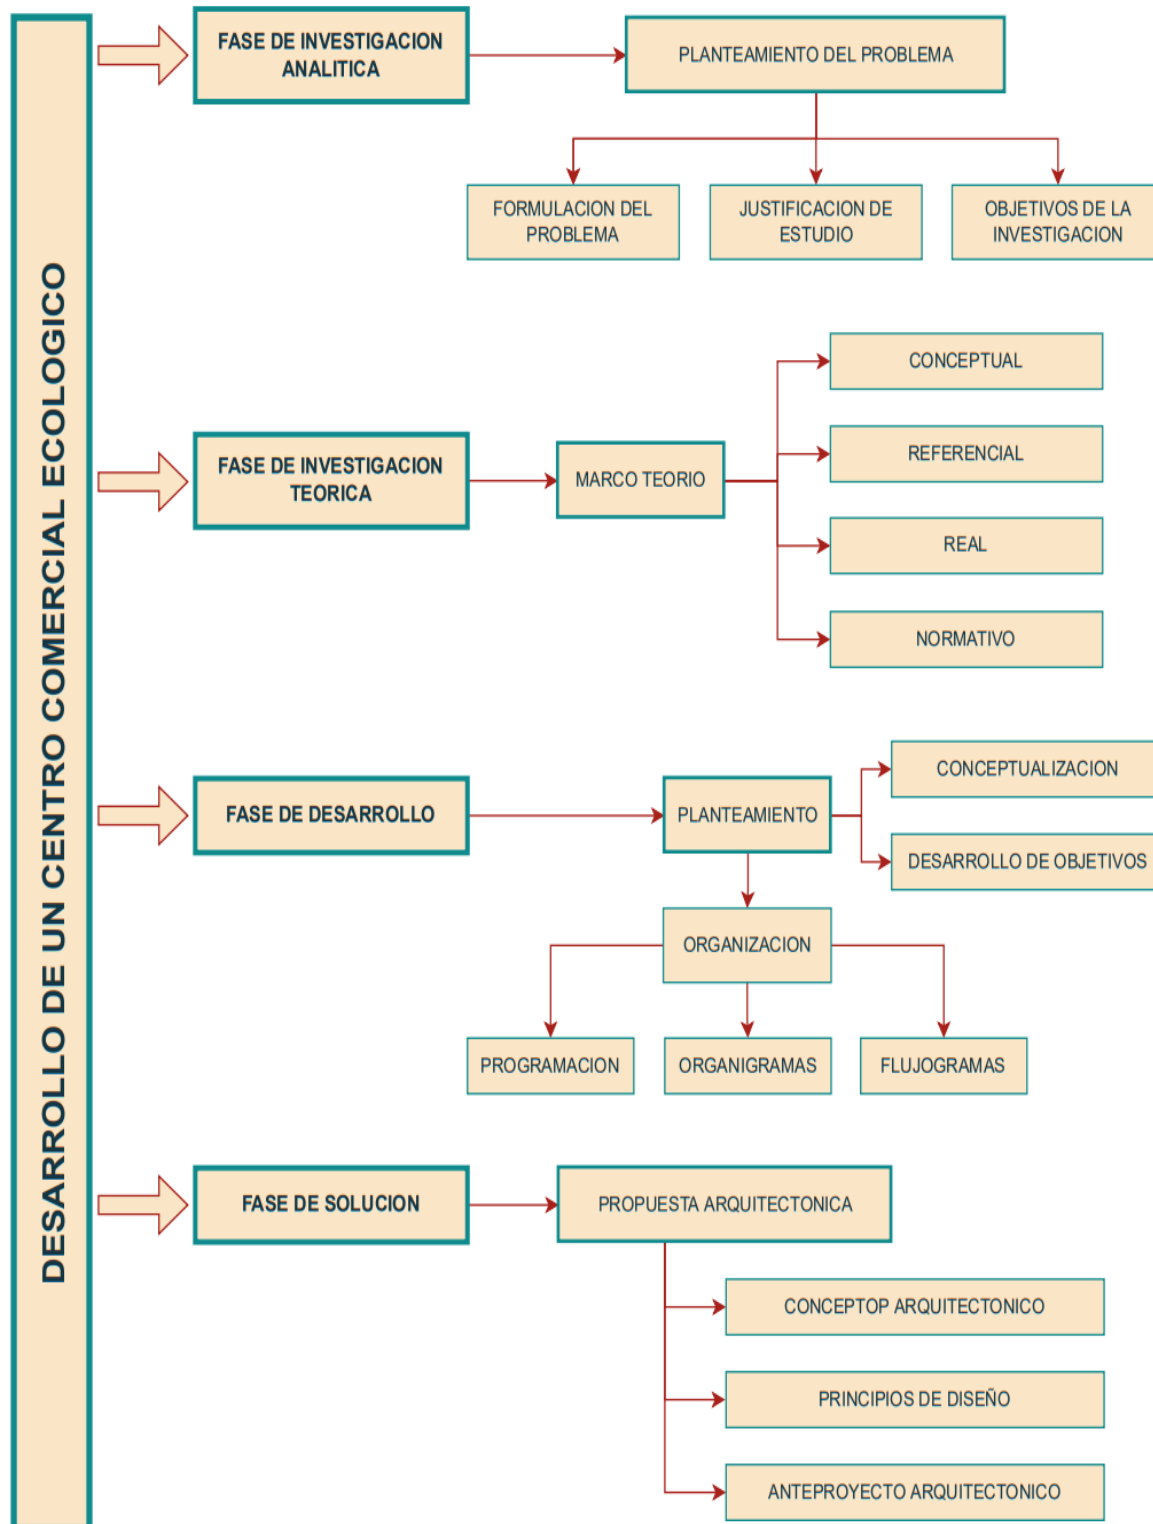 DESARROLLO DE UN CENTRO COMERCIAL ECOLOGICO
FASE DE INVESTIGACION
ANALITICA
PLANTEAMIENTO DEL PROBLEMA
FORMULACION DEL
PROBLEMA
JUSTIFICACION DE
ESTUDIO
OBJETIVOS DE LA
INVESTIGACION
FASE DE INVESTIGACION
TEORICA
MARCO TEORIO
CONCEPTUAL
REFERENCIAL
REAL
NORMATIVO
FASE DE DESARROLLO
PLANTEAMIENTO
CONCEPTUALIZACION
DESARROLLO DE OBJETIVOS
ORGANIZACION
PROGRAMACION
ORGANIGRAMAS
FLUJOGRAMAS
FASE DE SOLUCION
PROPUESTA ARQUITECTONICA
CONCEPTOP ARQUITECTONICO
PRINCIPIOS DE DISEÑO
ANTEPROYECTO ARQUITECTONICO